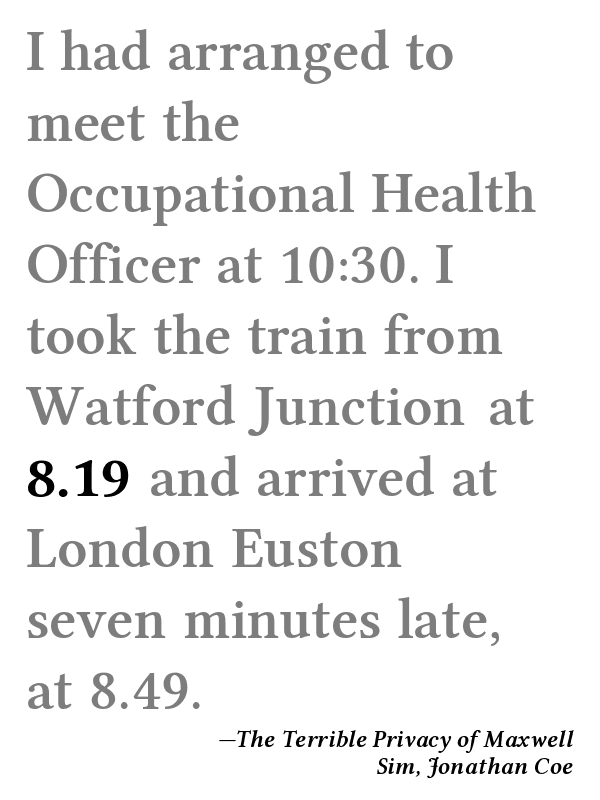 I had arranged to
meet the
Occupational Health
Officer at 10:30. I
took the train from
Watford Junction at
8.19 and arrived at
London Euston
seven minutes late,
at 8.49.
—The Terrible Privacy of Maxwell
Sim, Jonathan Coe